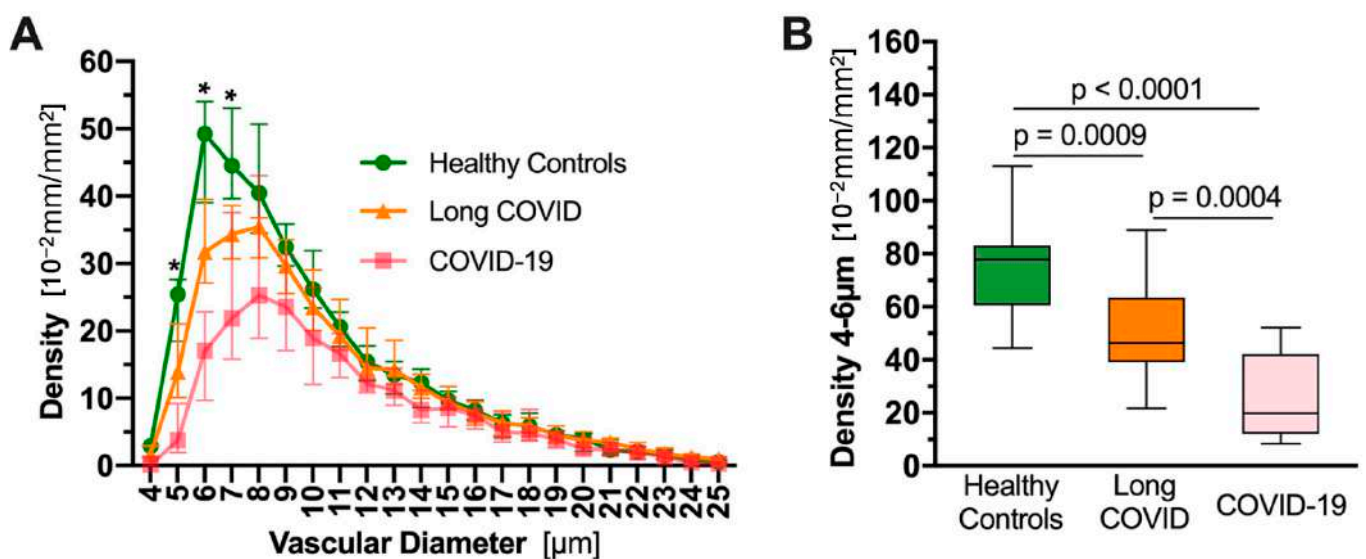 A
Density [10⁻²mm/mm²]
60
50
40
30
20
10
0
*
*
*
Healthy Controls
Long COVID
COVID-19
4 5 6 7 8 9 10 11 12 13 14 15 16 17 18 19 20 21 22 23 24 25
Vascular Diameter [µm]
B
Density 4-6µm [10⁻²mm/mm²]
160
140
120
100
80
60
40
20
0
p < 0.0001
p = 0.0009
p = 0.0004
Healthy
Controls
Long
COVID
COVID-19